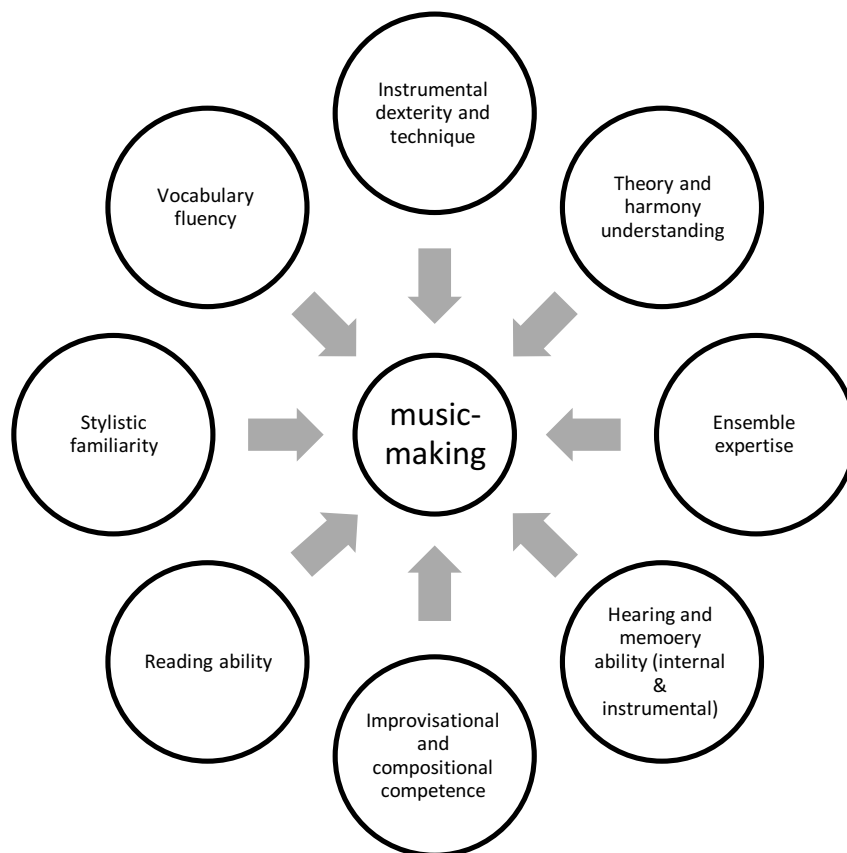 Instrumental
dexterity and
technique
Theory and
harmony
understanding
Ensemble
expertise
Hearing and
memoery
ability (internal
&
instrumental)
Improvisational
and
compositional
competence
Reading ability
Stylistic
familiarity
Vocabulary
fluency
music-
making